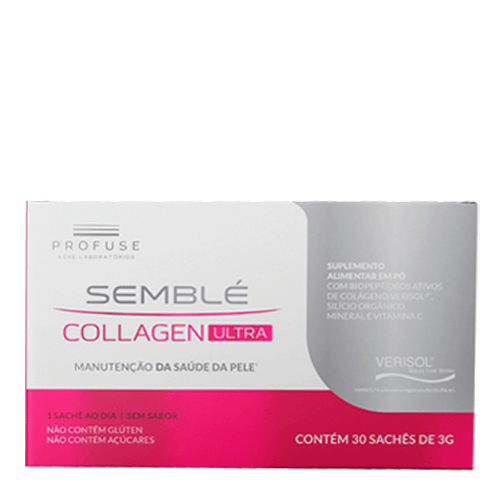 PROFUSE
ACHÉ LABORATÓRIOS
SEMBLÉ
COLLAGEN ULTRA
MANUTENÇÃO DA SAÚDE DA PELE*
1 SACHÊ AO DIA | SEM SABOR
NÃO CONTÉM GLÚTEN
NÃO CONTÉM AÇÚCARES
SUPLEMENTO
ALIMENTAR EM PÓ
COM BIOPEPTÍDEOS ATIVOS
DE COLÁGENO VERISOL®,
SILÍCIO ORGÂNICO
MINERAL E VITAMINA C
VERISOL®
CONTÉM 30 SACHÊS DE 3G